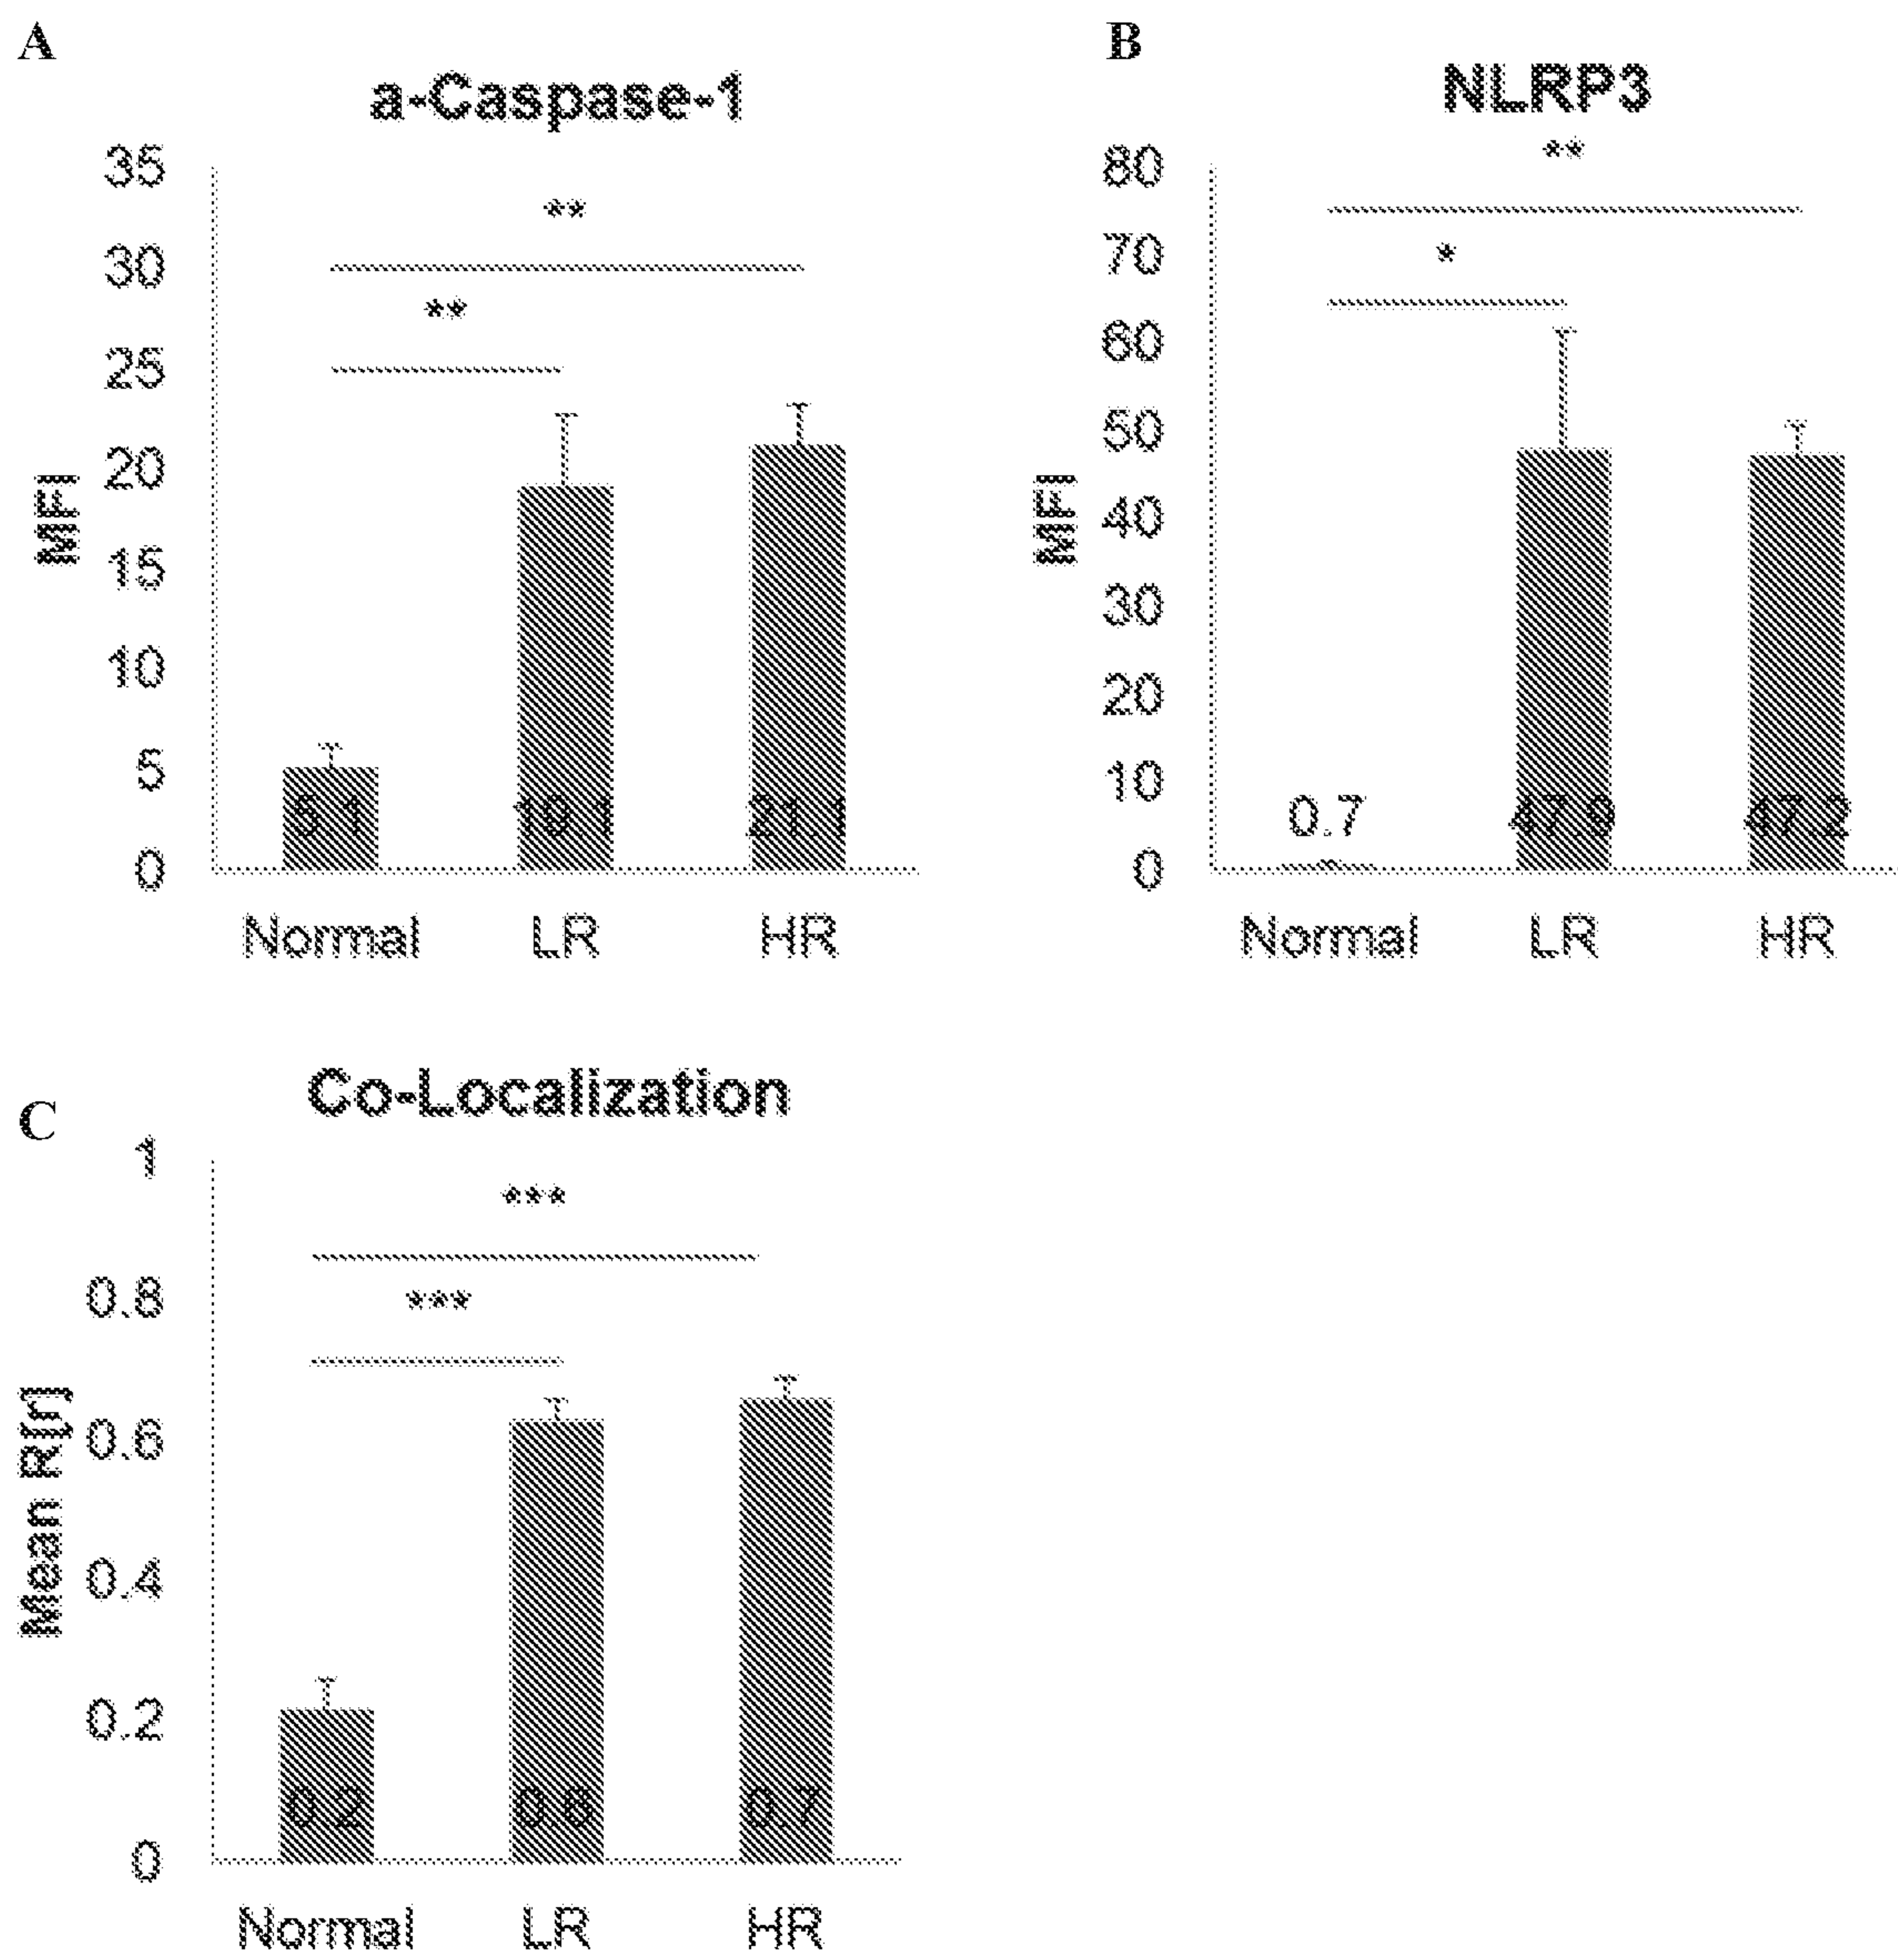 A
a-Caspase-1
35
30
25
20
15
10
5
0
MFI
**
**
5.1
19.1
21.1
Normal
LR
HR
B
NLRP3
80
70
60
50
40
30
20
10
0
MFI
**
*
0.7
47.9
47.2
Normal
LR
HR
C
Co-Localization
1
0.8
0.6
0.4
0.2
0
Mean R[r]
***
***
0.2
0.6
0.7
Normal
LR
HR